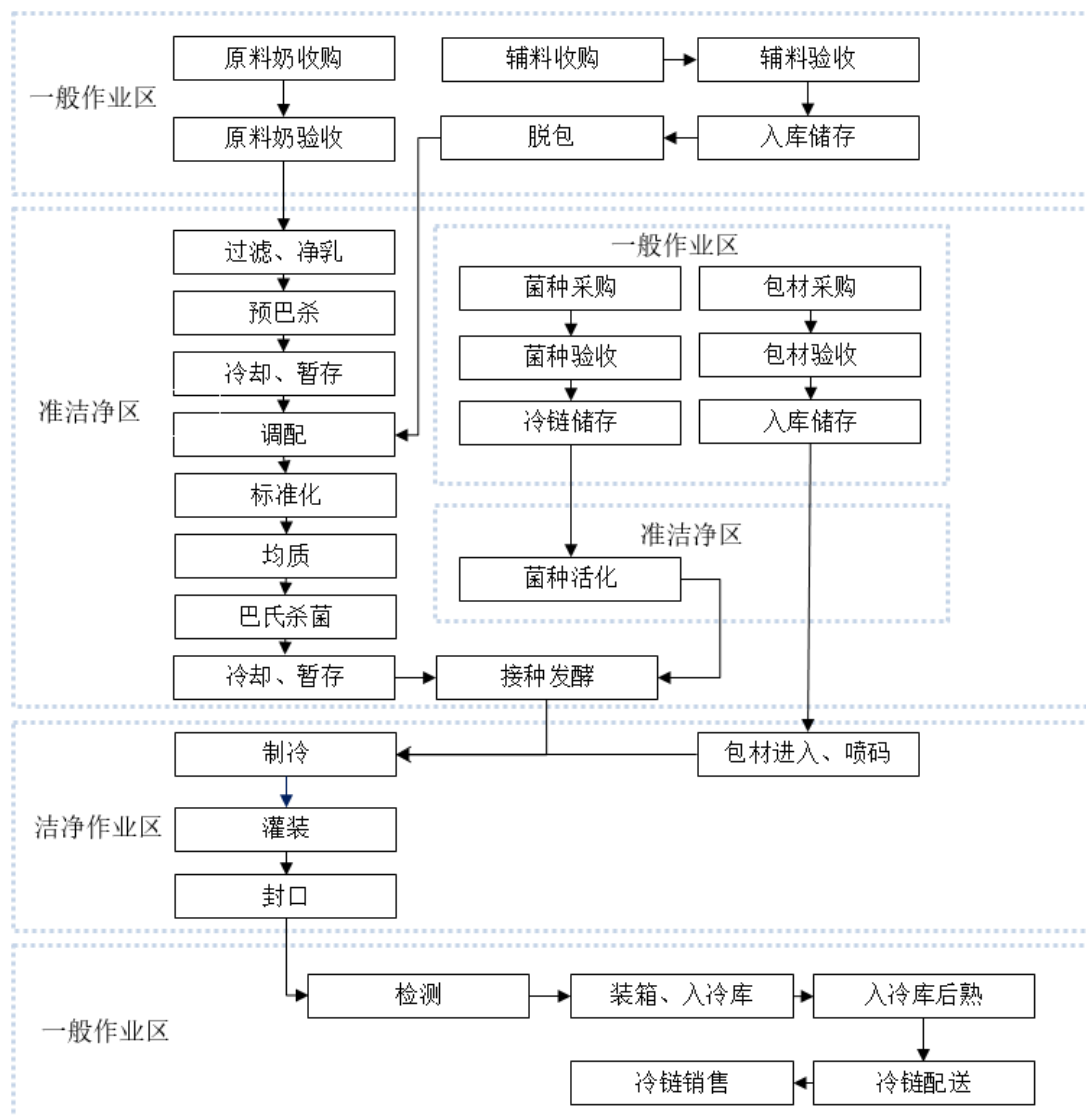 一般作业区
原料奶收购
辅料收购
辅料验收
原料奶验收
脱包
入库储存
准洁净区
过滤、净乳
预巴杀
冷却、暂存
调配
标准化
均质
巴氏杀菌
冷却、暂存
一般作业区
菌种采购
包材采购
菌种验收
包材验收
冷链储存
入库储存
准洁净区
菌种活化
接种发酵
洁净作业区
制冷
包材进入、喷码
灌装
封口
一般作业区
检测
装箱、入冷库
入冷库后熟
冷链销售
冷链配送